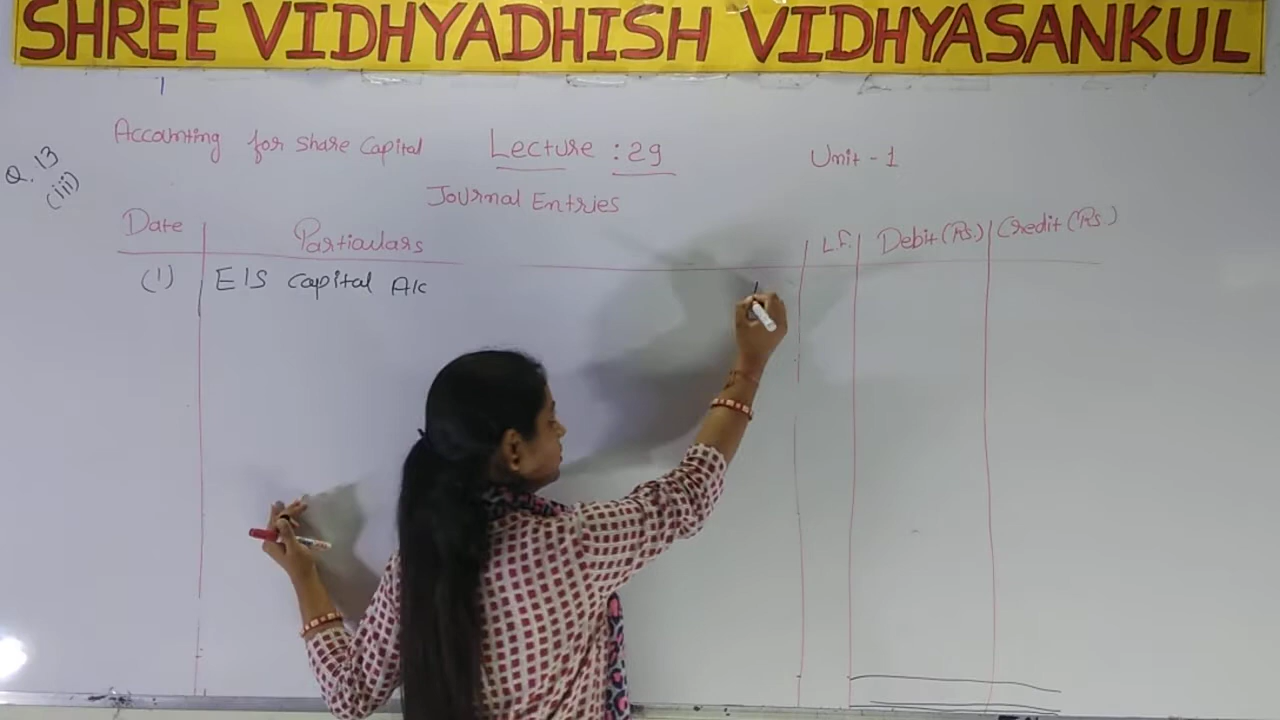 SHREE VIDHYADHISH VIDHYASANKUL
Accounting for share Capital Lecture : 29 Unit - 1
Q. 13
(iii)
Journal Entries
Date Particulars L.F. Debit (Rs.) Credit (Rs.)
(1) E|S capital A/c